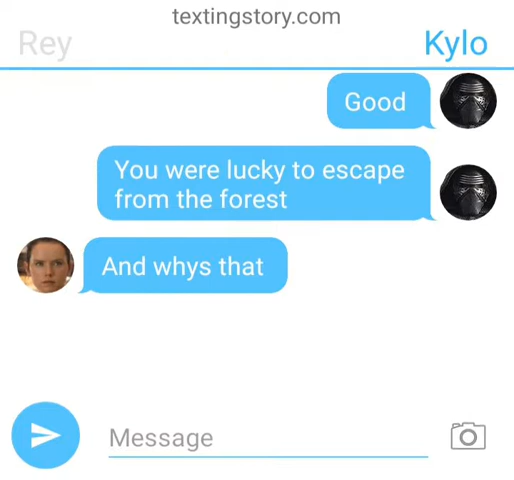 textingstory.com
Rey
Kylo
Good
You were lucky to escape
from the forest
And whys that
Message